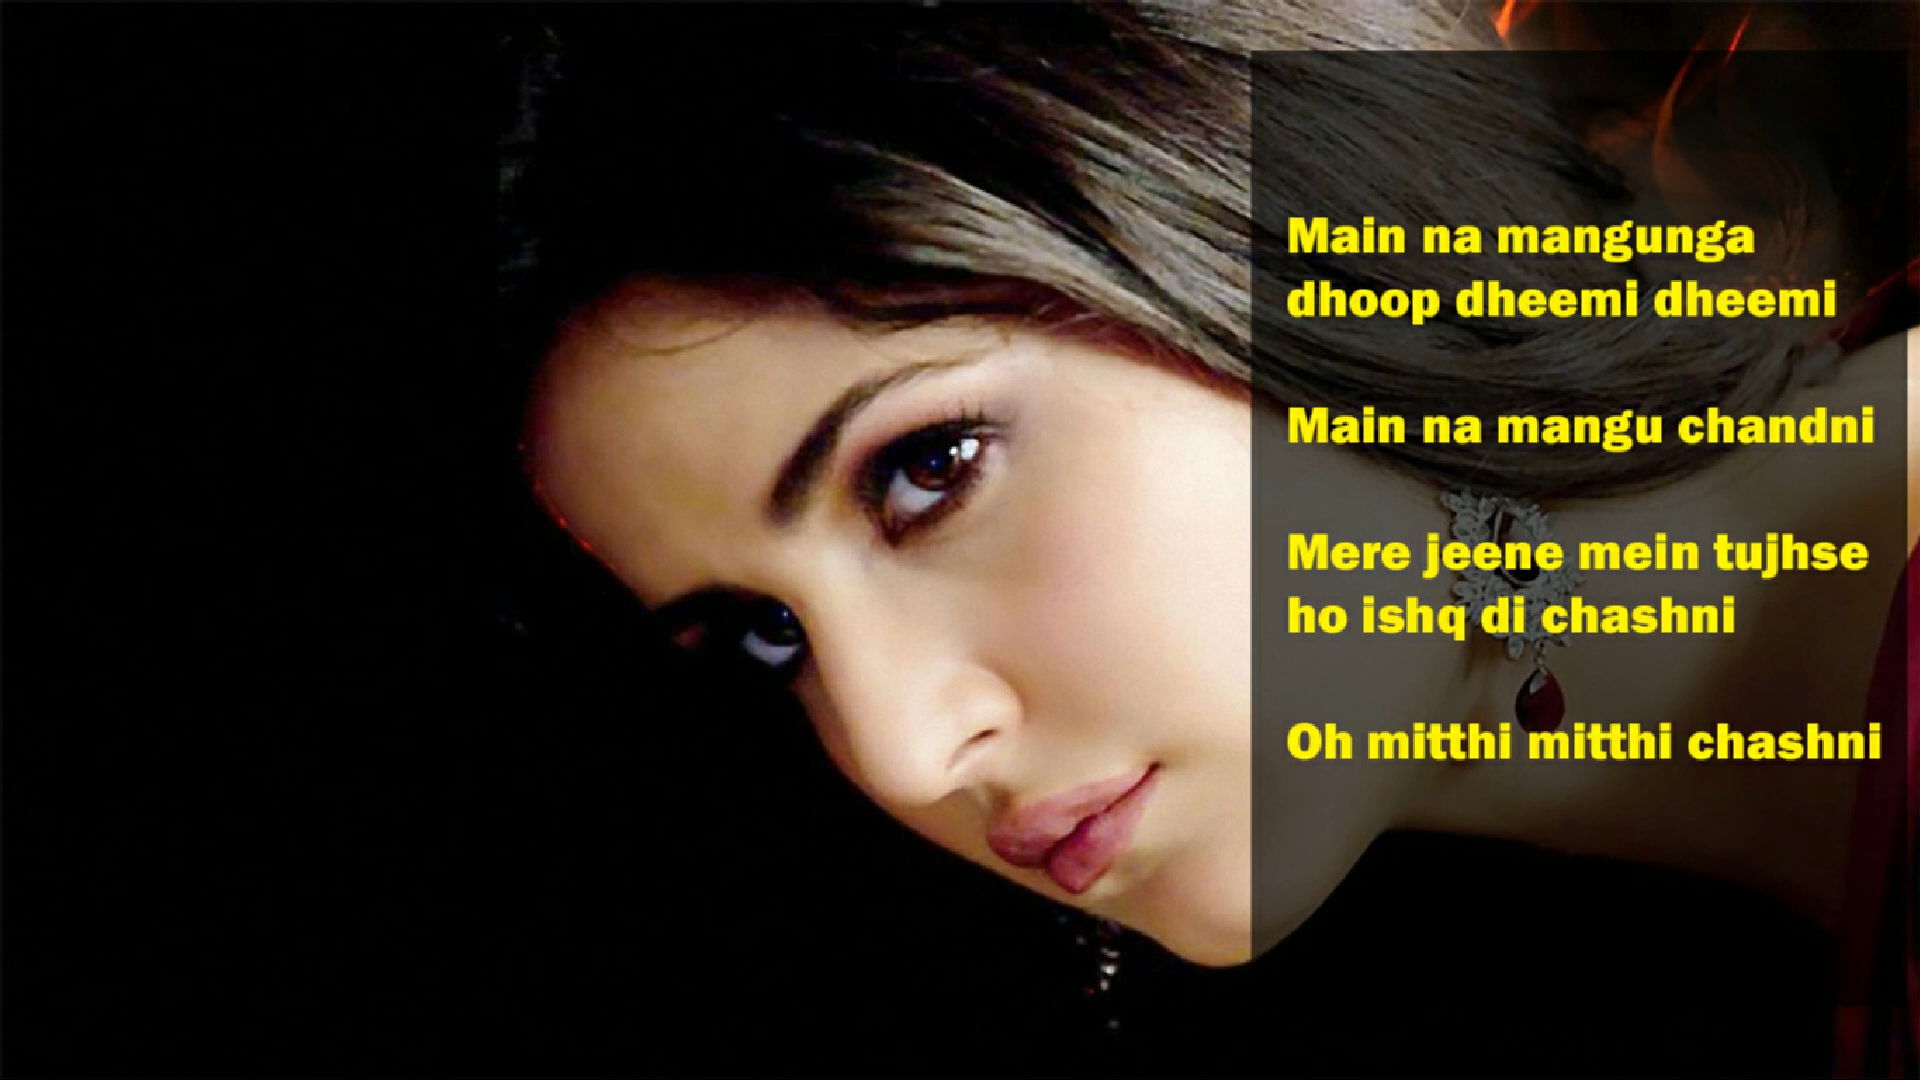 Main na mangunga
dhoop dheemi dheemi
Main na mangu chandni
Mere jeene mein tujhse
ho ishq di chashni
Oh mitthi mitthi chashni